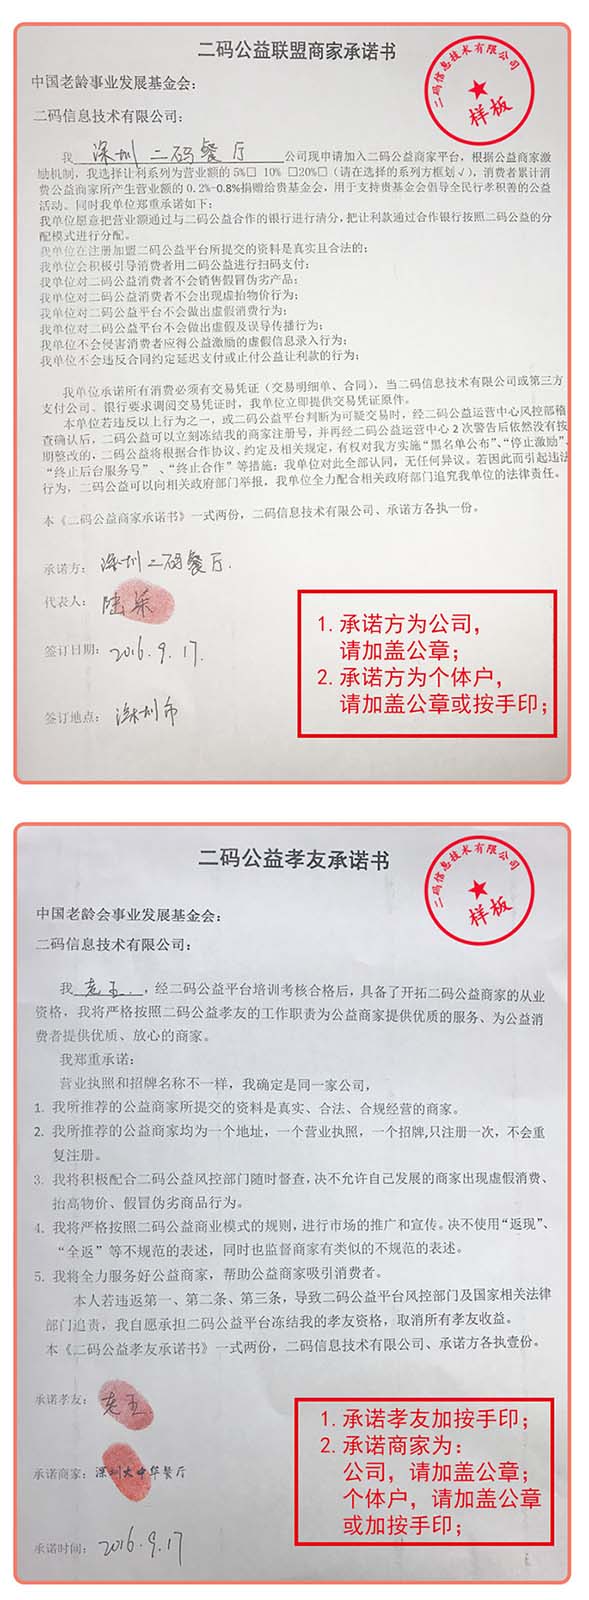 二码公益联盟商家承诺书
二码信息技术有限公司
样板
中国老龄事业发展基金会:
二码信息技术有限公司:
我 深圳二码餐厅 公司现申请加入二码公益商家平台,根据公益商家激
励机制,我选择让利系列为营业额的 5%□ 10% □20%□(请在选择的系列方框划√),消费者累计消
费公益商家所产生营业额的 0.2%-0.8%捐赠给贵基金会,用于支持贵基金会倡导全民行孝积善的公益
活动。同时我单位郑重承诺如下:
我单位愿意把营业额通过与二码公益合作的银行进行清分,把让利款通过合作银行按照二码公益的分
配模式进行分配。
我单位在注册加盟二码公益平台所提交的资料是真实且合法的;
我单位会积极引导消费者用二码公益进行扫码支付;
我单位对二码公益消费者不会销售假冒伪劣产品;
我单位对二码公益消费者不会出现虚抬物价行为;
我单位对二码公益平台不会做出虚假消费行为;
我单位对二码公益平台不会做出虚假及误导传播行为;
我单位不会侵害消费者应得公益激励的虚假信息录入行为;
我单位不会违反合同约定延迟支付或止付公益让利款的行为;
我单位承诺所有消费必须有交易凭证(交易明细单、合同),当二码信息技术有限公司或第三方
支付公司、银行要求调阅交易凭证时,我单位立即提供交易凭证原件。
本单位若违反以上行为之一,或二码公益平台判断为可疑交易时,经二码公益运营中心风控部稽
查确认后,二码公益可以立刻冻结我的商家注册号,并再经二码公益运营中心 2 次警告后依然没有按
期整改的,二码公益将根据合作协议、约定及相关规定,有权对我方实施“黑名单公布”、“停止激励”、
“终止后台服务号”、“终止合作”等措施;我单位对此全部认同,无任何异议。若因此而引起违法
行为,二码公益可以向相关政府部门举报,我单位全力配合相关政府部门追究我单位的法律责任。
本《二码公益商家承诺书》一式两份,二码信息技术有限公司、承诺方各执一份。
承诺方: 深圳二码餐厅.
代表人: 陆
签订日期: 2016.9.17.
签订地点: 深圳市
1. 承诺方为公司,
请加盖公章;
2. 承诺方为个体户,
请加盖公章或按手印;
二码公益孝友承诺书
二码信息技术有限公司
样板
中国老龄会事业发展基金会:
二码信息技术有限公司:
我 老王. ,经二码公益平台培训考核合格后,具备了开拓二码公益商家的从业
资格,我将严格按照二码公益孝友的工作职责为公益商家提供优质的服务、为公益消
费者提供优质、放心的商家。
我郑重承诺:
营业执照和招牌名称不一样,我确定是同一家公司,
1. 我所推荐的公益商家所提交的资料是真实、合法、合规经营的商家。
2. 我所推荐的公益商家均为一个地址,一个营业执照,一个招牌,只注册一次,不会重
复注册。
3. 我将积极配合二码公益风控部门随时督查,决不允许自己发展的商家出现虚假消费、
抬高物价、假冒伪劣商品行为。
4. 我将严格按照二码公益商业模式的规则,进行市场的推广和宣传。决不使用“返现”、
“全返”等不规范的表述,同时也监督商家有类似的不规范的表述。
5. 我将全力服务好公益商家,帮助公益商家吸引消费者。
本人若违返第一、第二条、第三条,导致二码公益平台风控部门及国家相关法律
部门追责,我自愿承担二码公益平台冻结我的孝友资格,取消所有孝友收益。
本《二码公益孝友承诺书》一式两份,二码信息技术有限公司、承诺方各执壹份。
承诺孝友: 老王
承诺商家: 深圳大中华餐厅
承诺时间: 2016.9.17
1. 承诺孝友加按手印;
2. 承诺商家为:
公司,请加盖公章;
个体户,请加盖公章
或加按手印;